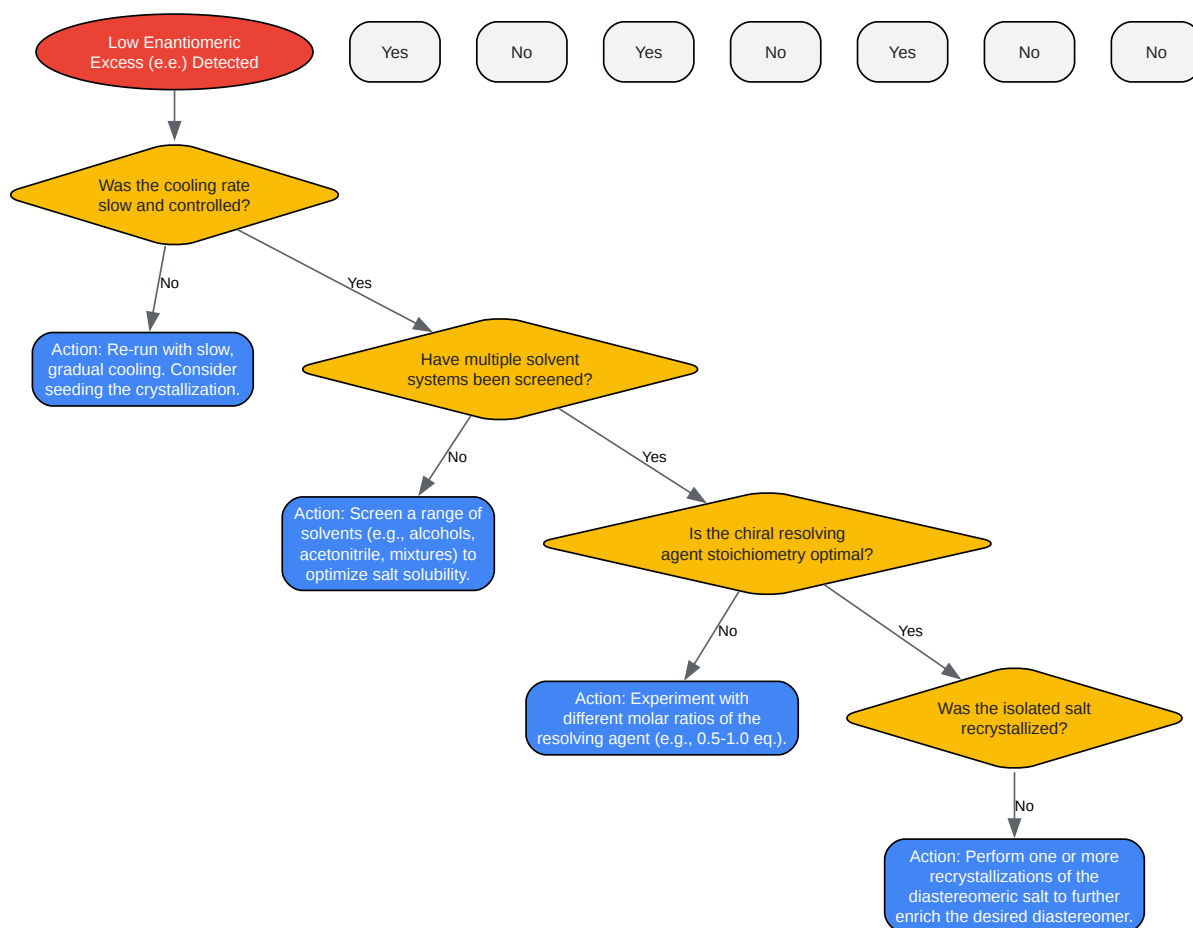 Low Enantiomeric
Excess (e.e.) Detected
Yes
No
Yes
No
Yes
No
No
Was the cooling rate
slow and controlled?
No
Yes
Action: Re-run with slow,
gradual cooling. Consider
seeding the crystallization.
Have multiple solvent
systems been screened?
No
Yes
Action: Screen a range of
solvents (e.g., alcohols,
acetonitrile, mixtures) to
optimize salt solubility.
Is the chiral resolving
agent stoichiometry optimal?
No
Yes
Action: Experiment with
different molar ratios of the
resolving agent (e.g., 0.5-1.0 eq.).
Was the isolated salt
recrystallized?
No
Action: Perform one or more
recrystallizations of the
diastereomeric salt to further
enrich the desired diastereomer.